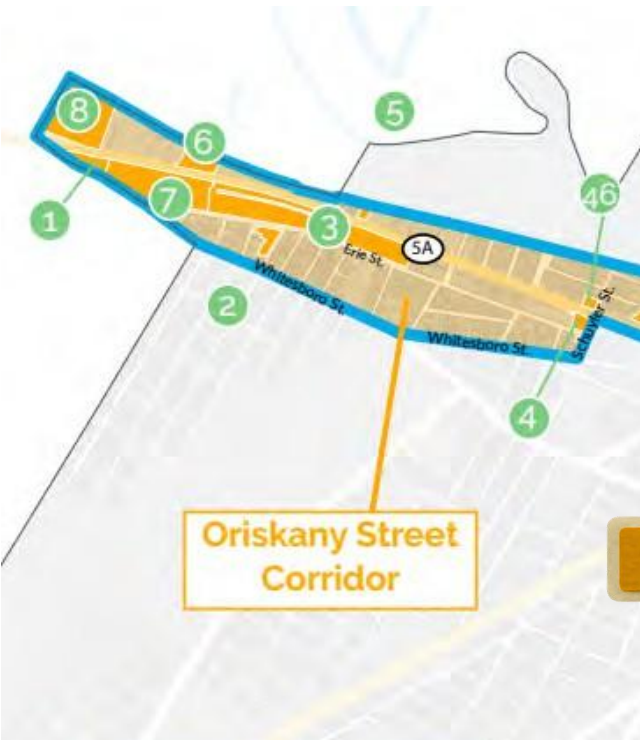 8
6
5
46
1
7
3
Erie St.
5A
2
Whitesboro St.
Whitesboro St.
Schuyler St.
4
Oriskany Street
Corridor